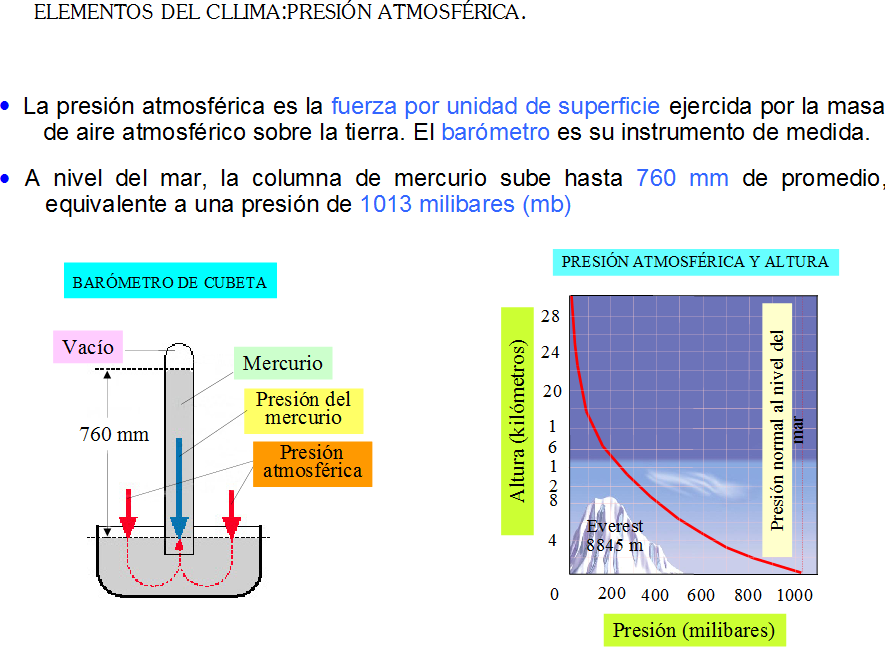 ELEMENTOS DEL CLLIMA:PRESIÓN ATMOSFÉRICA.
• La presión atmosférica es la fuerza por unidad de superficie ejercida por la masa
de aire atmosférico sobre la tierra. El barómetro es su instrumento de medida.
• A nivel del mar, la columna de mercurio sube hasta 760 mm de promedio,
equivalente a una presión de 1013 milibares (mb)
BARÓMETRO DE CUBETA
Vacío
Mercurio
Presión del
mercurio
760 mm
Presión
atmosférica
PRESIÓN ATMOSFÉRICA Y ALTURA
Altura (kilómetros)
28
24
20
1
6
1
2
8
4
Presión normal al nivel del
mar
Everest
8845 m
0 200 400 600 800 1000
Presión (milibares)